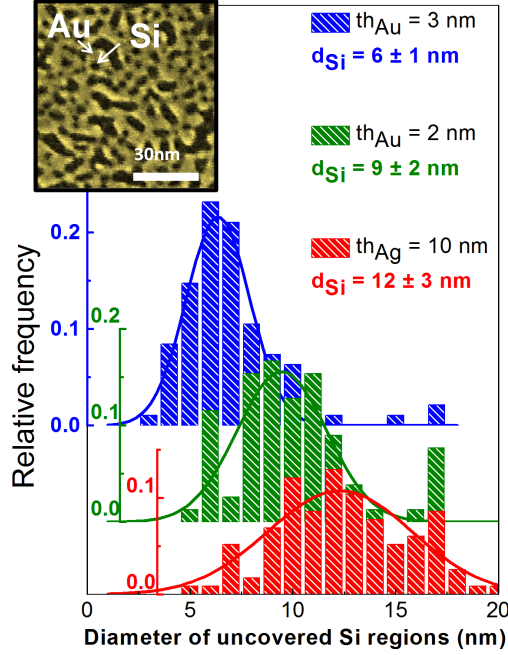 Au Si
30nm
th_Au = 3 nm
d_Si = 6 ± 1 nm
th_Au = 2 nm
d_Si = 9 ± 2 nm
th_Ag = 10 nm
d_Si = 12 ± 3 nm
Relative frequency
0.2
0.1
0.0
0.2
0.1
0.0
0.1
0.0
0 5 10 15 20
Diameter of uncovered Si regions (nm)